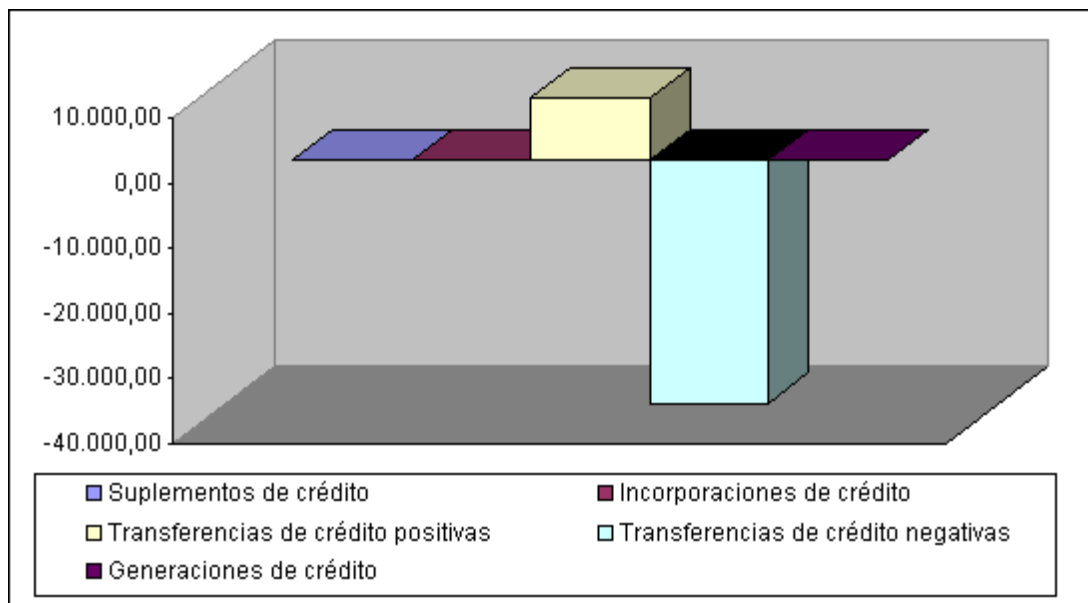 10.000,00
0,00
-10.000,00
-20.000,00
-30.000,00
-40.000,00
Suplementos de crédito
Incorporaciones de crédito
Transferencias de crédito positivas
Transferencias de crédito negativas
Generaciones de crédito